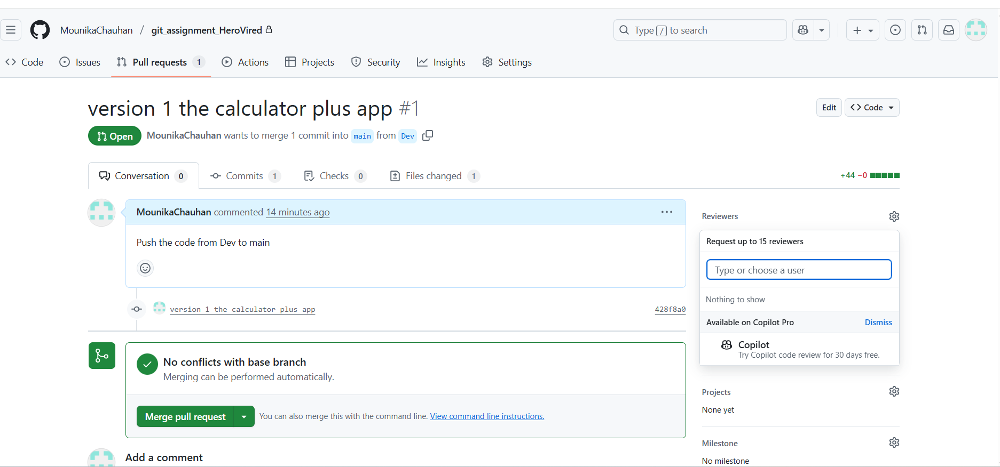 MounikaChauhan / git_assignment_HeroVired
Type / to search
Code Issues Pull requests 1 Actions Projects Security Insights Settings
version 1 the calculator plus app #1
Edit Code
Open MounikaChauhan wants to merge 1 commit into main from Dev
Conversation 0 Commits 1 Checks 0 Files changed 1
+44 −0
MounikaChauhan commented 14 minutes ago
Push the code from Dev to main
version 1 the calculator plus app 428f8a0
No conflicts with base branch
Merging can be performed automatically.
Merge pull request You can also merge this with the command line. View command line instructions.
Add a comment
Reviewers
Request up to 15 reviewers
Type or choose a user
Nothing to show
Available on Copilot Pro Dismiss
Copilot
Try Copilot code review for 30 days free.
Projects
None yet
Milestone
No milestone